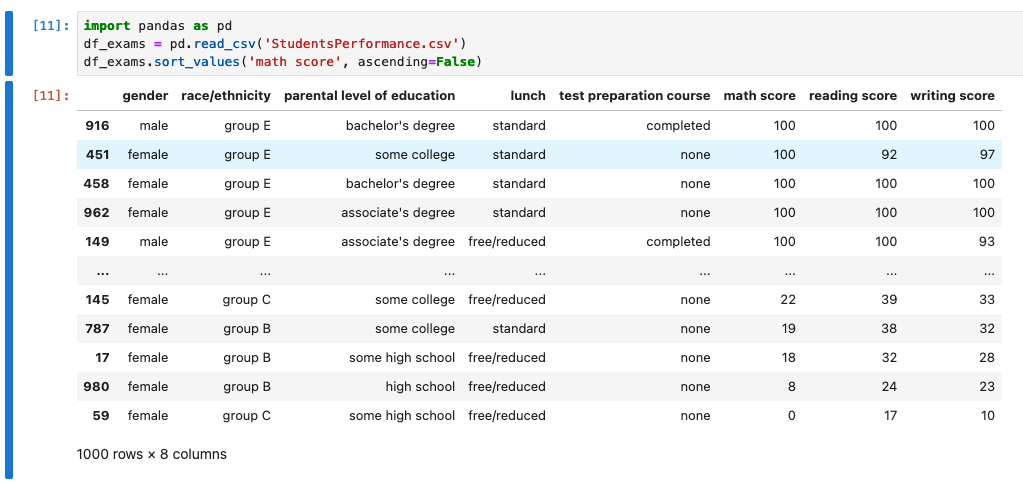 [11]: import pandas as pd
df_exams = pd.read_csv('StudentsPerformance.csv')
df_exams.sort_values('math score', ascending=False)
[11]: gender race/ethnicity parental level of education lunch test preparation course math score reading score writing score
916 male group E bachelor's degree standard completed 100 100 100
451 female group E some college standard none 100 92 97
458 female group E bachelor's degree standard none 100 100 100
962 female group E associate's degree standard none 100 100 100
149 male group E associate's degree free/reduced completed 100 100 93
... ... ... ... ... ... ... ... ...
145 female group C some college free/reduced none 22 39 33
787 female group B some college standard none 19 38 32
17 female group B some high school free/reduced none 18 32 28
980 female group B high school free/reduced none 8 24 23
59 female group C some high school free/reduced none 0 17 10
1000 rows × 8 columns